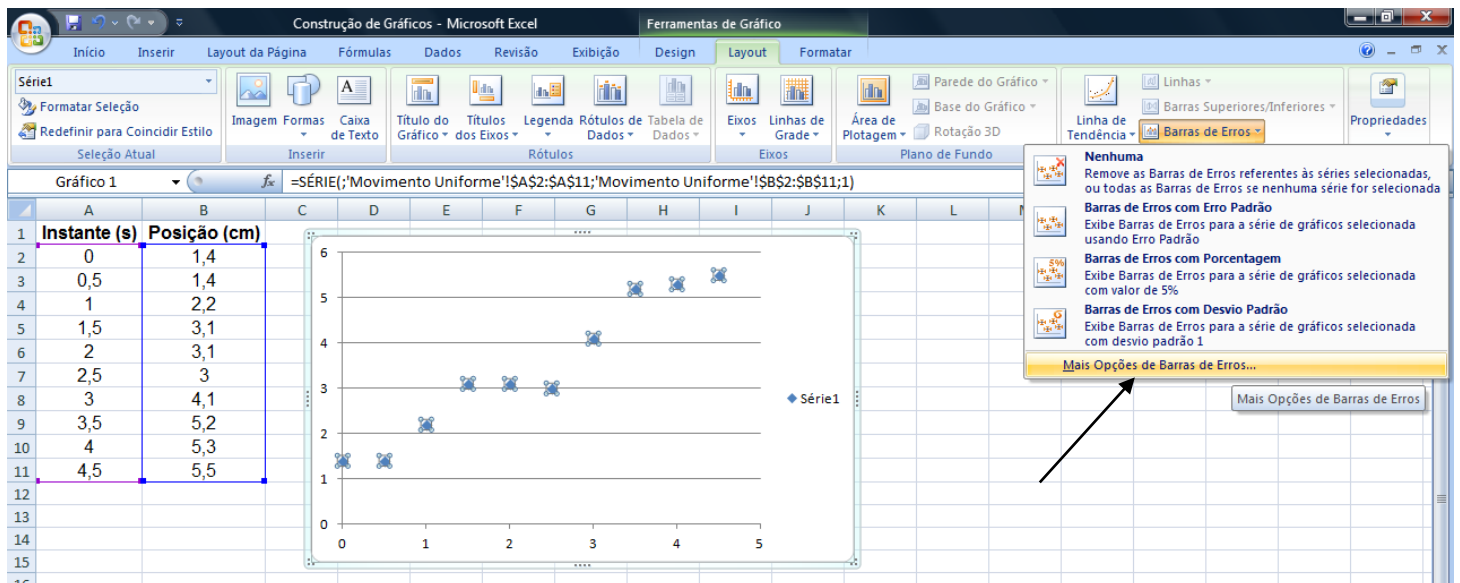 Construção de Gráficos - Microsoft Excel
Ferramentas de Gráfico
Início Inserir Layout da Página Fórmulas Dados Revisão Exibição Design Layout Formatar
Série1
Formatar Seleção
Redefinir para Coincidir Estilo
Seleção Atual
Imagem Formas Caixa de Texto
Inserir
Título do Gráfico Títulos dos Eixos Legenda Rótulos de Dados Tabela de Dados
Rótulos
Eixos Linhas de Grade
Eixos
Área de Plotagem
Parede do Gráfico
Base do Gráfico
Rotação 3D
Plano de Fundo
Linha de Tendência
Linhas
Barras Superiores/Inferiores
Barras de Erros
Propriedades
Nenhuma
Remove as Barras de Erros referentes às séries selecionadas,
ou todas as Barras de Erros se nenhuma série for selecionada
Barras de Erros com Erro Padrão
Exibe Barras de Erros para a série de gráficos selecionada
usando Erro Padrão
5%
Barras de Erros com Porcentagem
Exibe Barras de Erros para a série de gráficos selecionada
com valor de 5%
Barras de Erros com Desvio Padrão
Exibe Barras de Erros para a série de gráficos selecionada
com desvio padrão 1
Mais Opções de Barras de Erros...
Mais Opções de Barras de Erros
Gráfico 1
fx =SÉRIE(;'Movimento Uniforme'!$A$2:$A$11;'Movimento Uniforme'!$B$2:$B$11;1)
A B C D E F G H I J K L
1 Instante (s) Posição (cm)
2 0 1,4
3 0,5 1,4
4 1 2,2
5 1,5 3,1
6 2 3,1
7 2,5 3
8 3 4,1
9 3,5 5,2
10 4 5,3
11 4,5 5,5
12
13
14
15
6
5
4
3
2
1
0
0 1 2 3 4 5
Série1